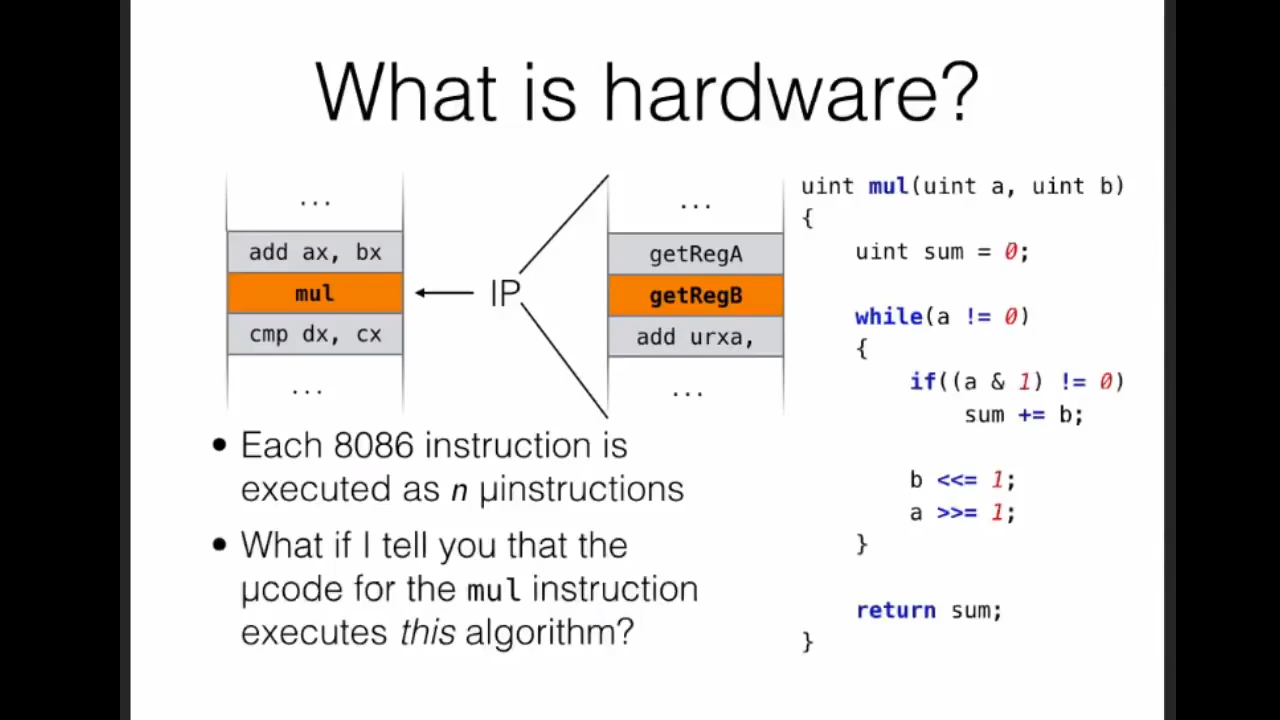 What is hardware?
...
add ax, bx
mul
cmp dx, cx
...
IP
...
getRegA
getRegB
add urxa,
...
uint mul(uint a, uint b)
{
    uint sum = 0;
    while(a != 0)
    {
        if((a & 1) != 0)
            sum += b;
        b <<= 1;
        a >>= 1;
    }
    return sum;
}
• Each 8086 instruction is
executed as n µinstructions
• What if I tell you that the
µcode for the mul instruction
executes this algorithm?